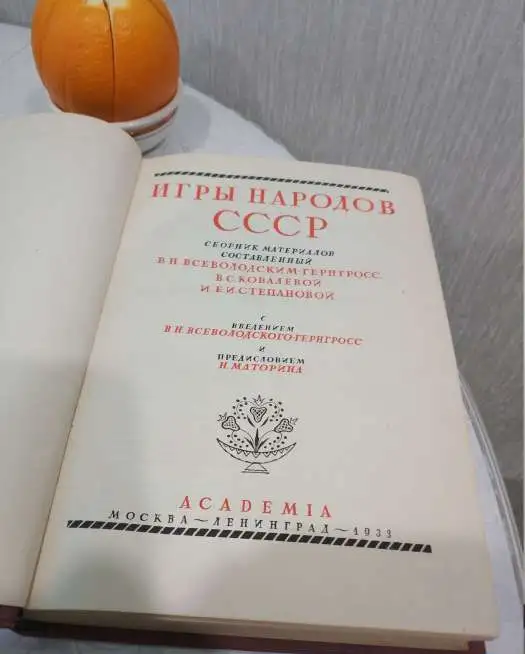 ИГРЫ НАРОДОВ
СССР
СБОРНИК МАТЕРИАЛОВ
СОСТАВЛЕННЫЙ
В.Н. ВСЕВОЛОДСКИМ-ГЕРНГРОСС,
В.С. КОВАЛЕВОЙ
И Е.И. СТЕПАНОВОЙ
С
ВВЕДЕНИЕМ
В.Н. ВСЕВОЛОДСКОГО-ГЕРНГРОСС
И
ПРЕДИСЛОВИЕМ
Н. МАТОРИНА
ACADEMIA
МОСКВА — ЛЕНИНГРАД — 1933